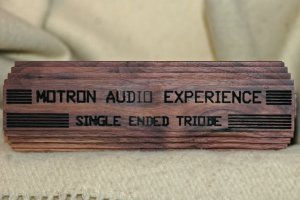 MOTRON AUDIO EXPERIENCE
SINGLE ENDED TRIODE